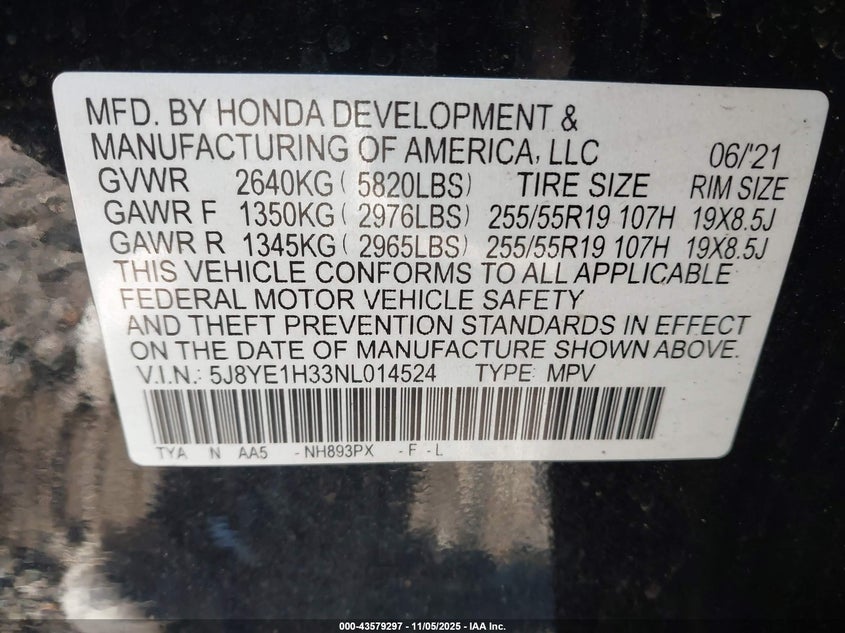 MFD. BY HONDA DEVELOPMENT &
MANUFACTURING OF AMERICA, LLC 06/'21
GVWR 2640KG ( 5820LBS) TIRE SIZE RIM SIZE
GAWR F 1350KG ( 2976LBS) 255/55R19 107H 19X8.5J
GAWR R 1345KG ( 2965LBS) 255/55R19 107H 19X8.5J
THIS VEHICLE CONFORMS TO ALL APPLICABLE
FEDERAL MOTOR VEHICLE SAFETY
AND THEFT PREVENTION STANDARDS IN EFFECT
ON THE DATE OF MANUFACTURE SHOWN ABOVE.
V.I.N.: 5J8YE1H33NL014524 TYPE: MPV
TYA N AA5 - NH893PX - F - L
000-43579297 - 11/05/2025 - IAA Inc.